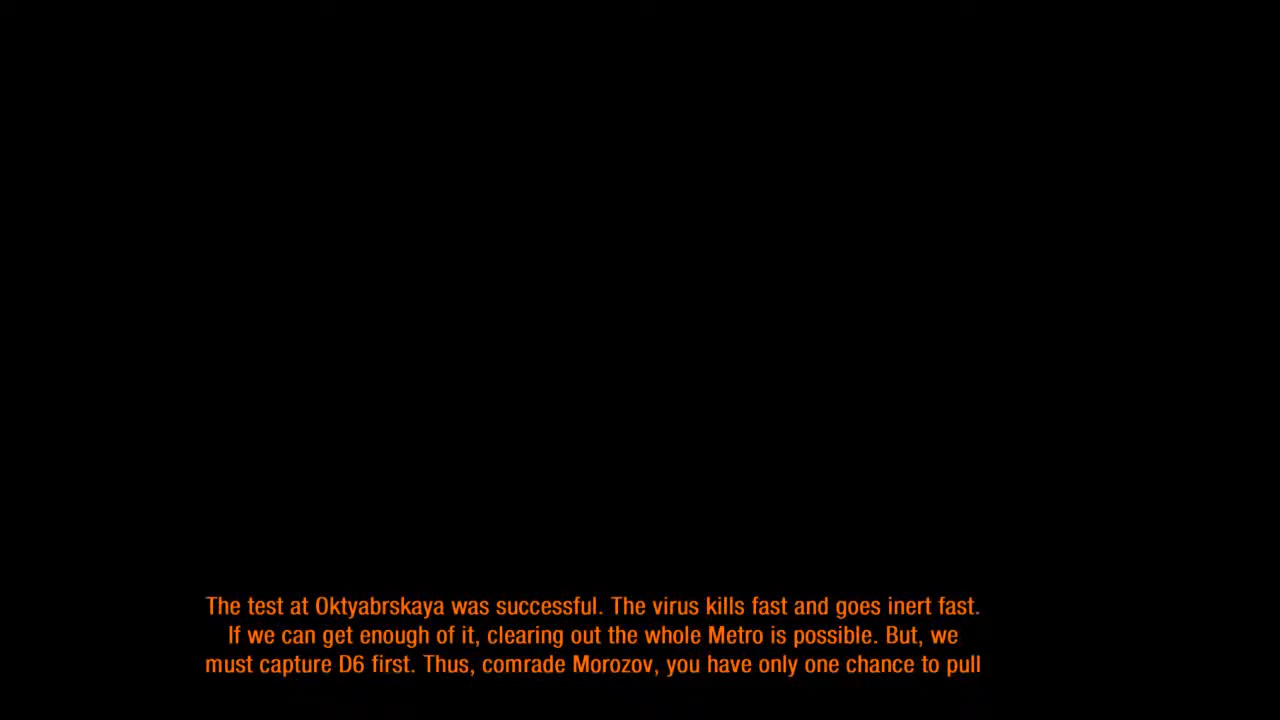 The test at Oktyabrskaya was successful. The virus kills fast and goes inert fast.
If we can get enough of it, clearing out the whole Metro is possible. But, we
must capture D6 first. Thus, comrade Morozov, you have only one chance to pull